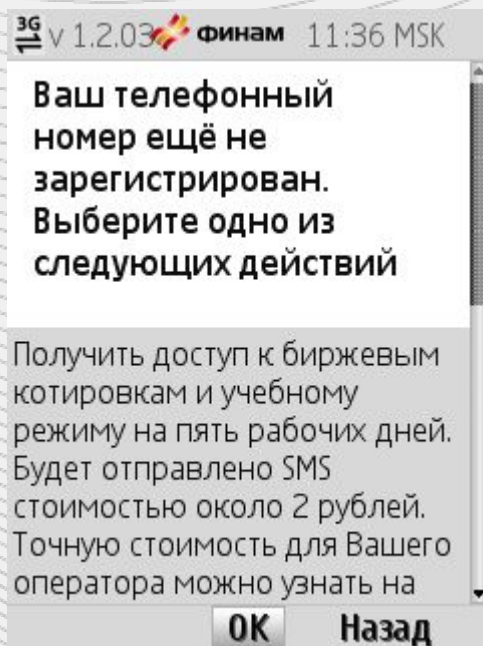 3G v 1.2.03 финам 11:36 MSK
Ваш телефонный
номер ещё не
зарегистрирован.
Выберите одно из
следующих действий
Получить доступ к биржевым
котировкам и учебному
режиму на пять рабочих дней.
Будет отправлено SMS
стоимостью около 2 рублей.
Точную стоимость для Вашего
оператора можно узнать на
OK Назад